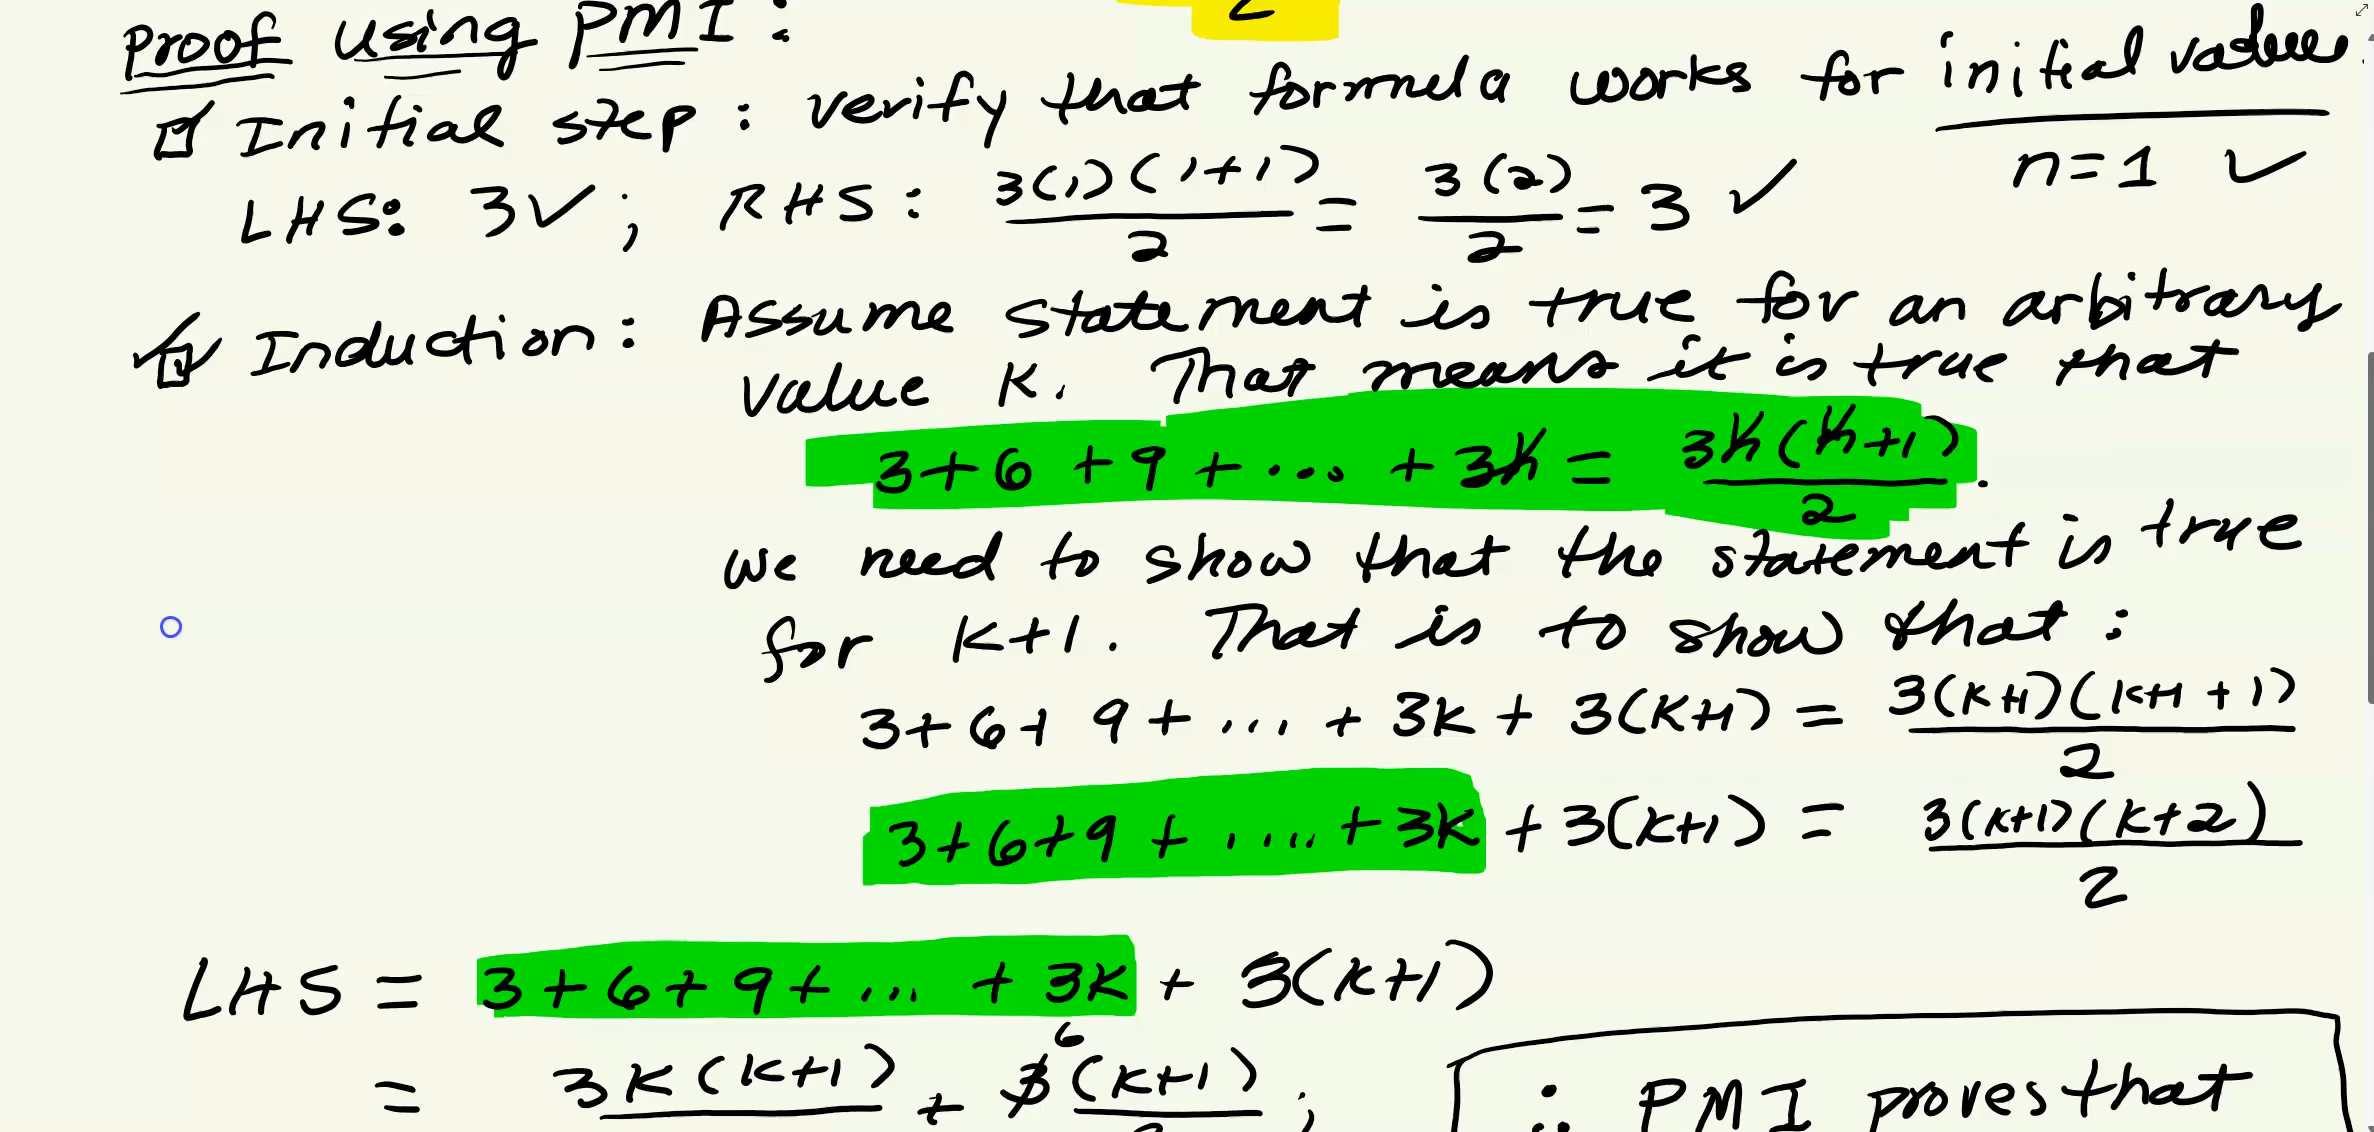 Proof using PMI:
2
Initial step: verify that formula works for initial value.
n=1 ✓
LHS: 3✓; RHS: 3(1)(1+1)/2 = 3(2)/2 = 3 ✓
Induction: Assume statement is true for an arbitrary
value k. That means it is true that
3+6+9+...+3k = 3k(k+1)/2.
we need to show that the statement is true
for k+1. That is to show that:
3+6+9+...+3k+3(k+1) = 3(k+1)(k+1+1)/2
3+6+9+....+3k+3(k+1) = 3(k+1)(k+2)/2
LHS = 3+6+9+...+3k + 3(k+1)
= 3k(k+1) + 6(k+1) ;
∴ PMI proves that